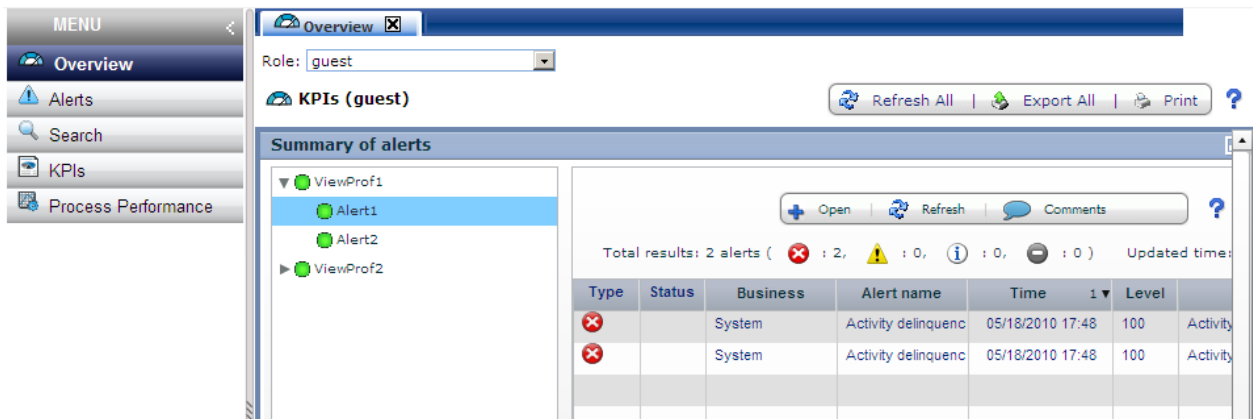 MENU
Overview
Alerts
Search
KPIs
Process Performance
Overview
Role: guest
KPIs (guest)
Refresh All | Export All | Print ?
Summary of alerts
ViewProf1
Alert1
Alert2
ViewProf2
Open | Refresh | Comments ?
Total results: 2 alerts ( : 2, : 0, : 0, : 0 ) Updated time:
Type Status Business Alert name Time 1 Level
System Activity delinquenc 05/18/2010 17:48 100 Activity
System Activity delinquenc 05/18/2010 17:48 100 Activity